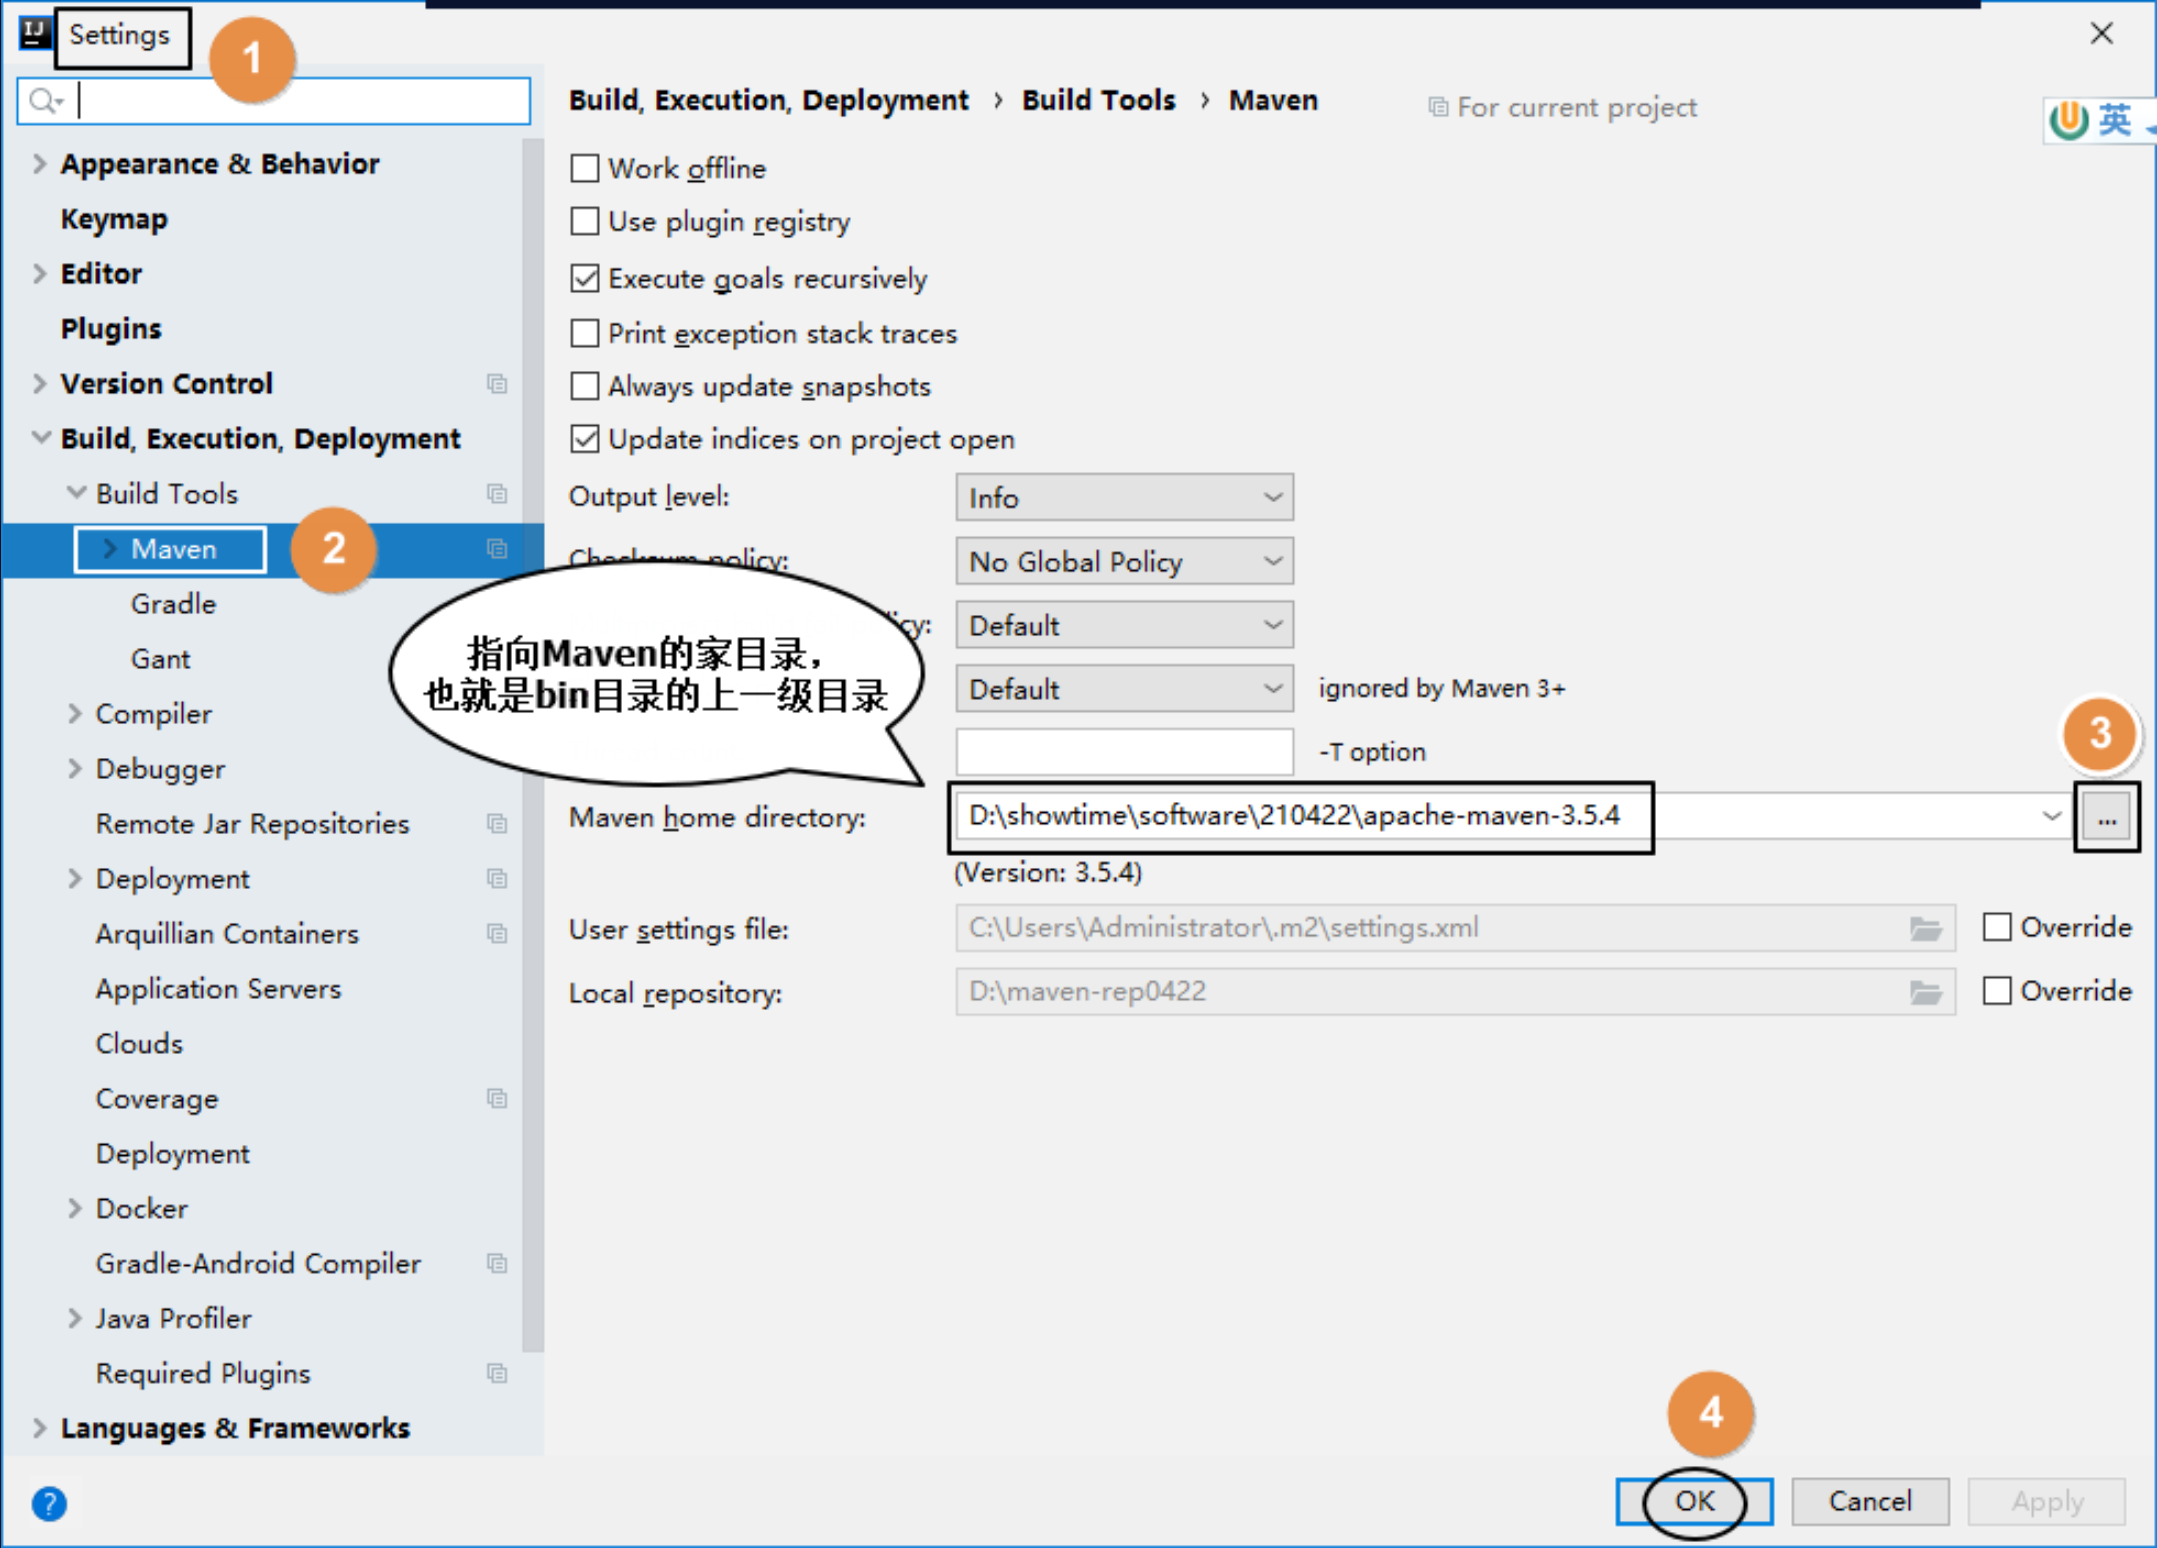 Settings
1
Appearance & Behavior
Keymap
Editor
Plugins
Version Control
Build, Execution, Deployment
Build Tools
Maven
2
Gradle
Gant
Compiler
Debugger
Remote Jar Repositories
Deployment
Arquillian Containers
Application Servers
Clouds
Coverage
Deployment
Docker
Gradle-Android Compiler
Java Profiler
Required Plugins
Languages & Frameworks
?
Build, Execution, Deployment › Build Tools › Maven
For current project
英
Work offline
Use plugin registry
Execute goals recursively
Print exception stack traces
Always update snapshots
Update indices on project open
Output level: Info
Checksum policy: No Global Policy
Default
Default ignored by Maven 3+
-T option
指向Maven的家目录，
也就是bin目录的上一级目录
3
Maven home directory: D:\showtime\software\210422\apache-maven-3.5.4 ...
(Version: 3.5.4)
User settings file: C:\Users\Administrator\.m2\settings.xml Override
Local repository: D:\maven-rep0422 Override
4
OK Cancel Apply